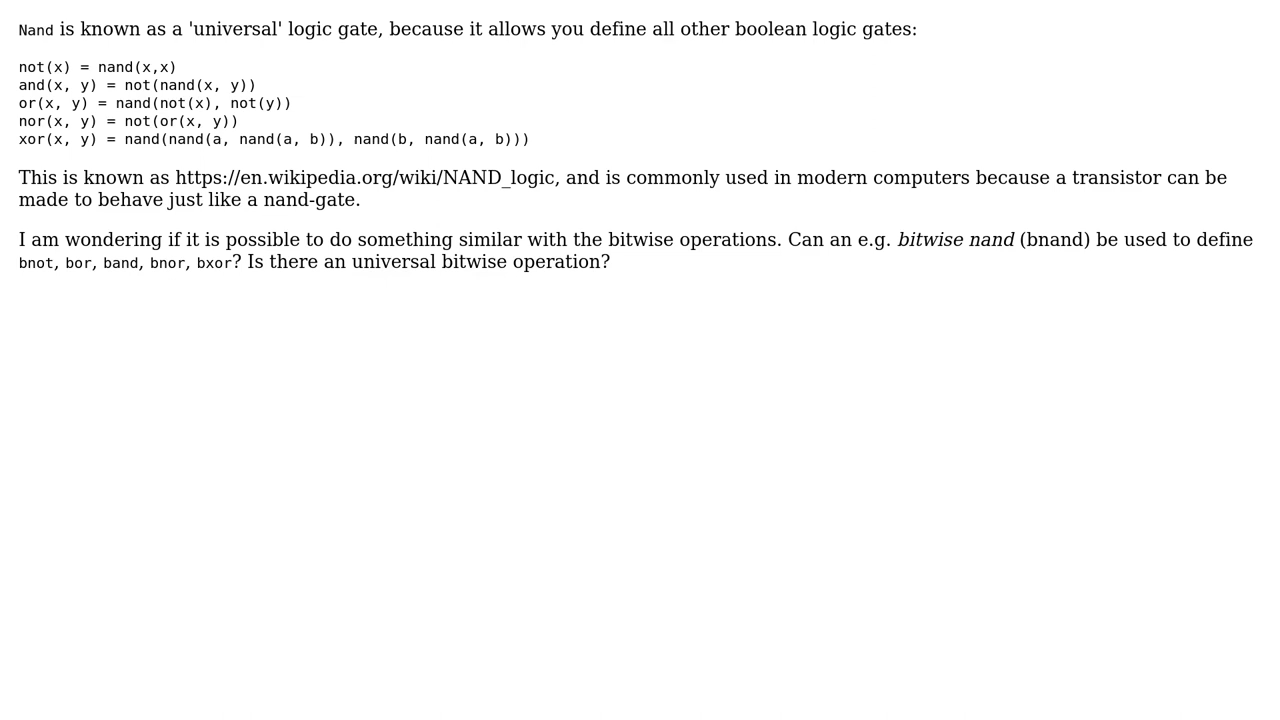 Nand is known as a 'universal' logic gate, because it allows you define all other boolean logic gates:
not(x) = nand(x,x)
and(x, y) = not(nand(x, y))
or(x, y) = nand(not(x), not(y))
nor(x, y) = not(or(x, y))
xor(x, y) = nand(nand(a, nand(a, b)), nand(b, nand(a, b)))
This is known as https://en.wikipedia.org/wiki/NAND_logic, and is commonly used in modern computers because a transistor can be
made to behave just like a nand-gate.
I am wondering if it is possible to do something similar with the bitwise operations. Can an e.g. bitwise nand (bnand) be used to define
bnot, bor, band, bnor, bxor? Is there an universal bitwise operation?